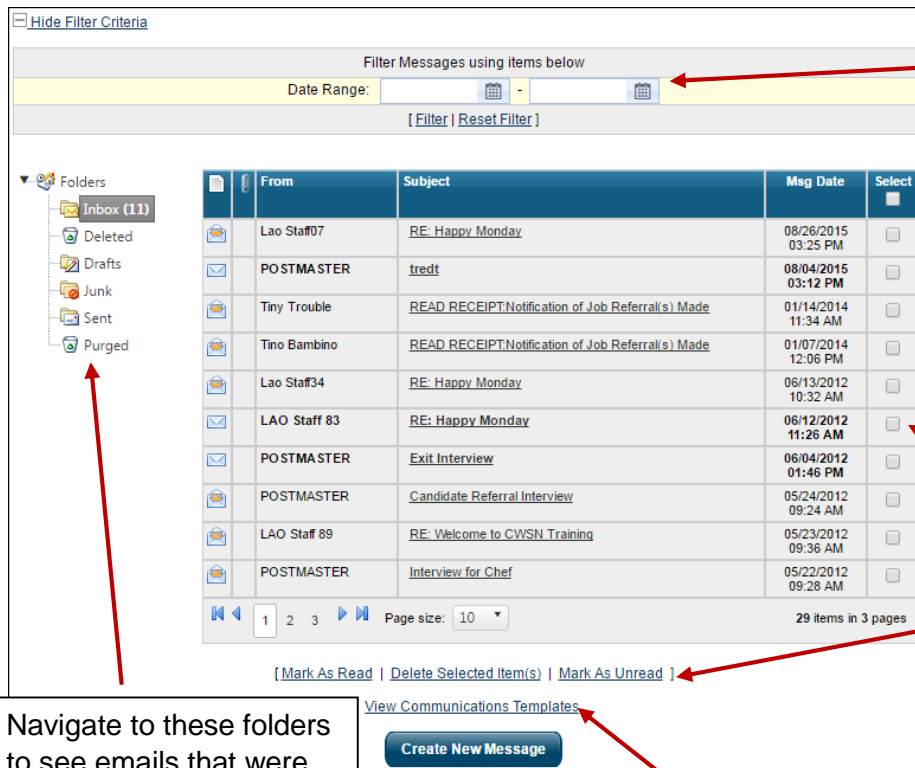 Hide Filter Criteria
Filter Messages using items below
Date Range: -
[ Filter | Reset Filter ]
Folders
Inbox (11)
Deleted
Drafts
Junk
Sent
Purged
From Subject Msg Date Select
Lao Staff07 RE: Happy Monday 08/26/2015
03:25 PM
POSTMASTER tredt 08/04/2015
03:12 PM
Tiny Trouble READ RECEIPT:Notification of Job Referral(s) Made 01/14/2014
11:34 AM
Tino Bambino READ RECEIPT:Notification of Job Referral(s) Made 01/07/2014
12:06 PM
Lao Staff34 RE: Happy Monday 06/13/2012
10:32 AM
LAO Staff 83 RE: Happy Monday 06/12/2012
11:26 AM
POSTMASTER Exit Interview 06/04/2012
01:46 PM
POSTMASTER Candidate Referral Interview 05/24/2012
09:24 AM
LAO Staff 89 RE: Welcome to CWSN Training 05/23/2012
09:36 AM
POSTMASTER Interview for Chef 05/22/2012
09:28 AM
1 2 3 Page size: 10 29 items in 3 pages
[ Mark As Read | Delete Selected Item(s) | Mark As Unread ]
View Communications Templates
Create New Message
Navigate to these folders
to see emails that were